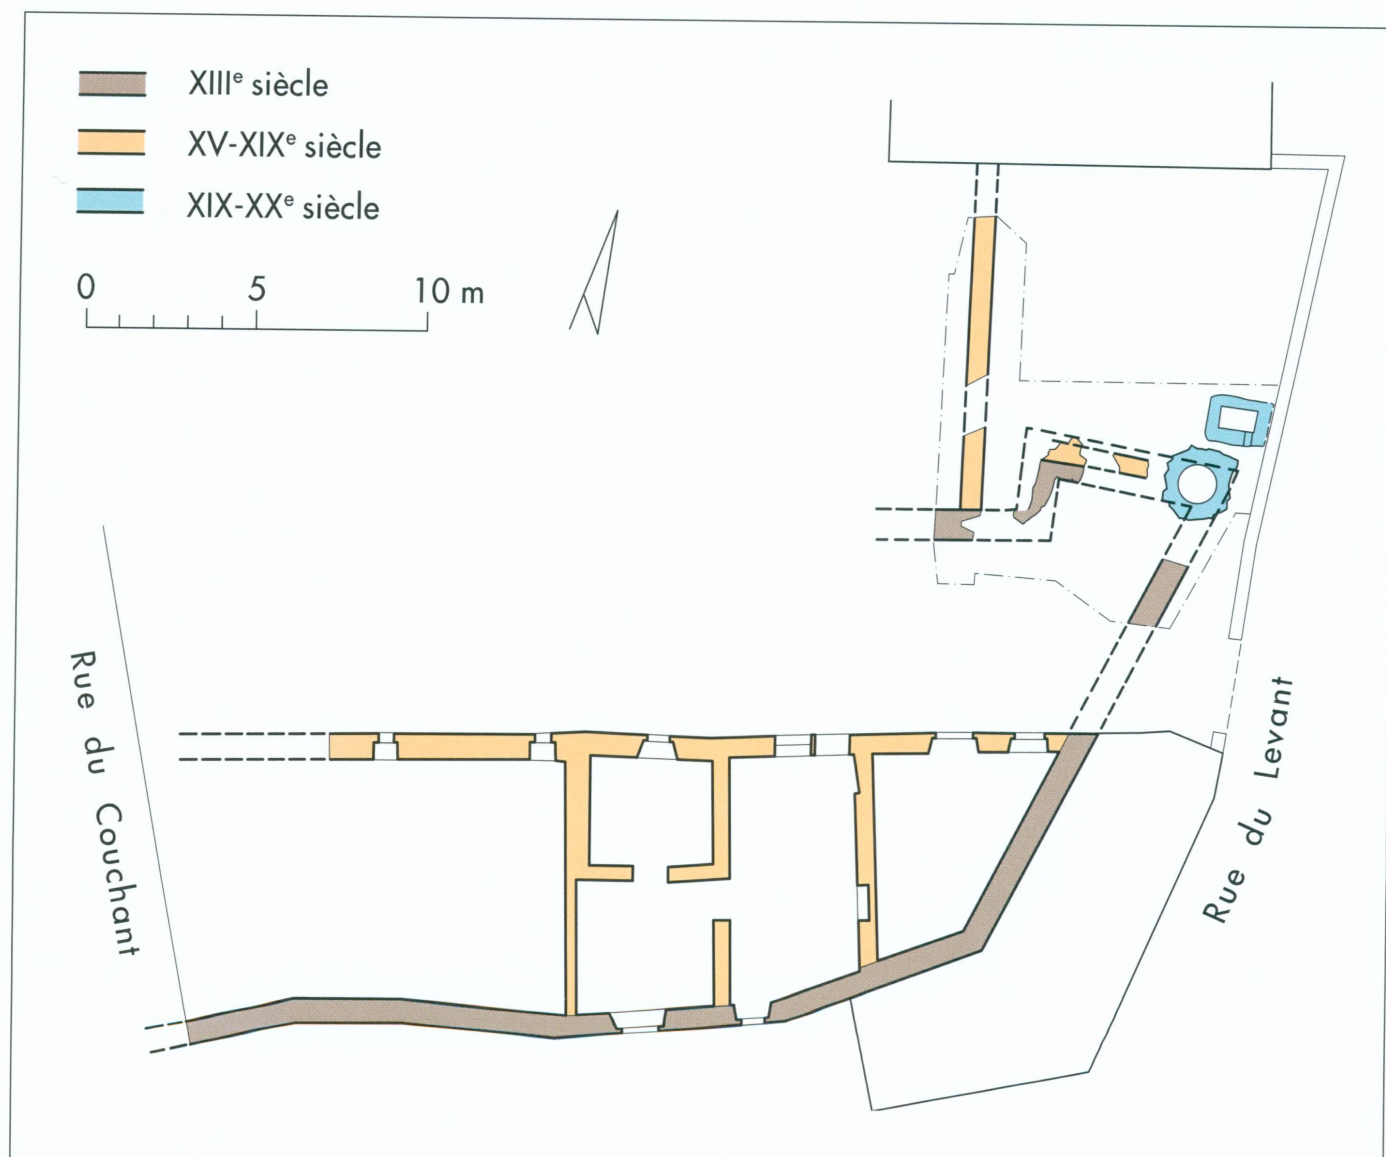 XIIIe siècle
XV-XIXe siècle
XIX-XXe siècle
0 5 10 m
Rue du Couchant
Rue du Levant